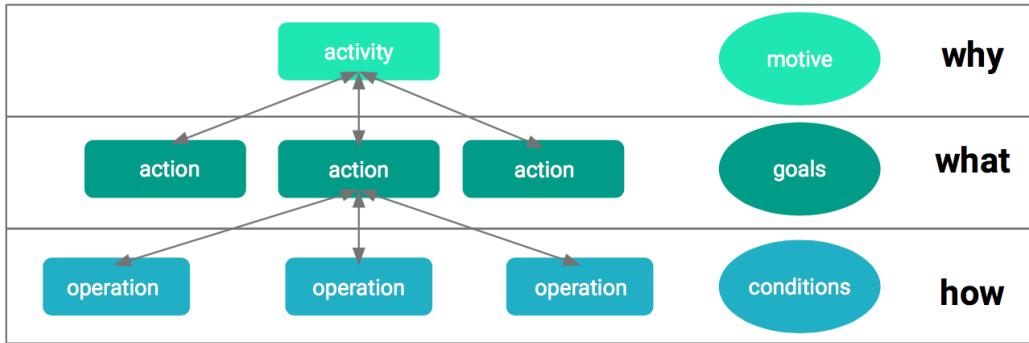 activity motive why
action action action goals what
operation operation operation conditions how